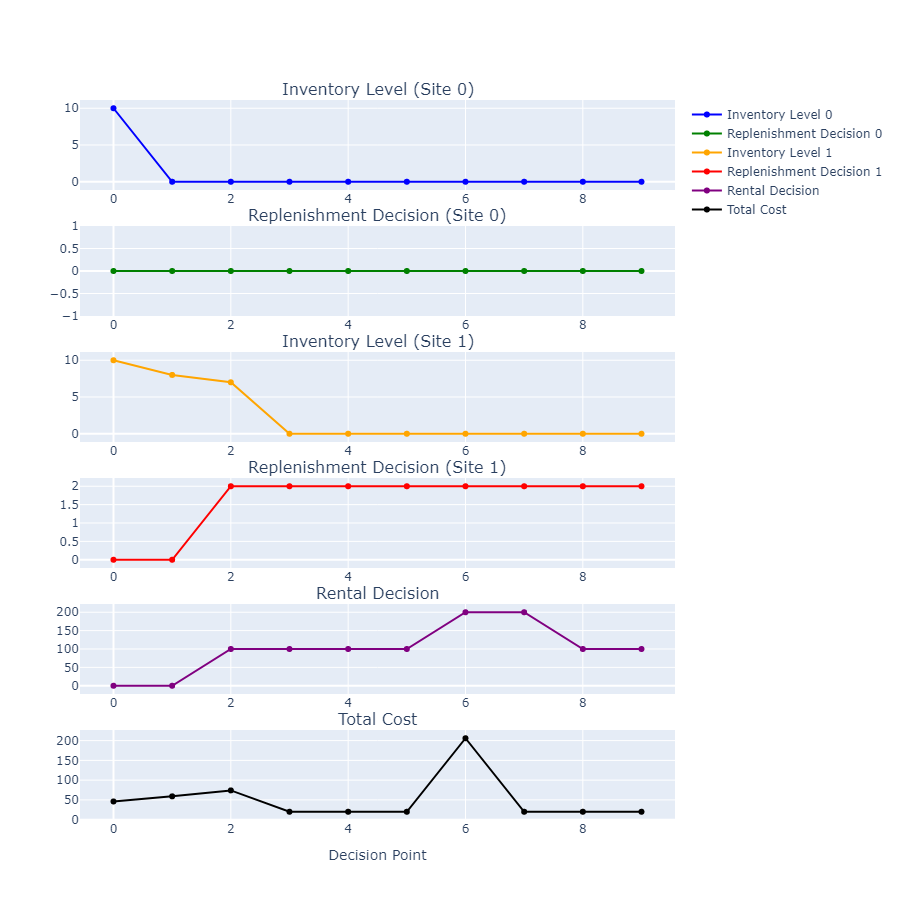 Inventory Level (Site 0)
10
5
0
0 2 4 6 8
Replenishment Decision (Site 0)
1
0.5
0
−0.5
−1
0 2 4 6 8
Inventory Level (Site 1)
10
5
0
0 2 4 6 8
Replenishment Decision (Site 1)
2
1.5
1
0.5
0
0 2 4 6 8
Rental Decision
200
150
100
50
0
0 2 4 6 8
Total Cost
200
150
100
50
0
0 2 4 6 8
Decision Point
Inventory Level 0
Replenishment Decision 0
Inventory Level 1
Replenishment Decision 1
Rental Decision
Total Cost